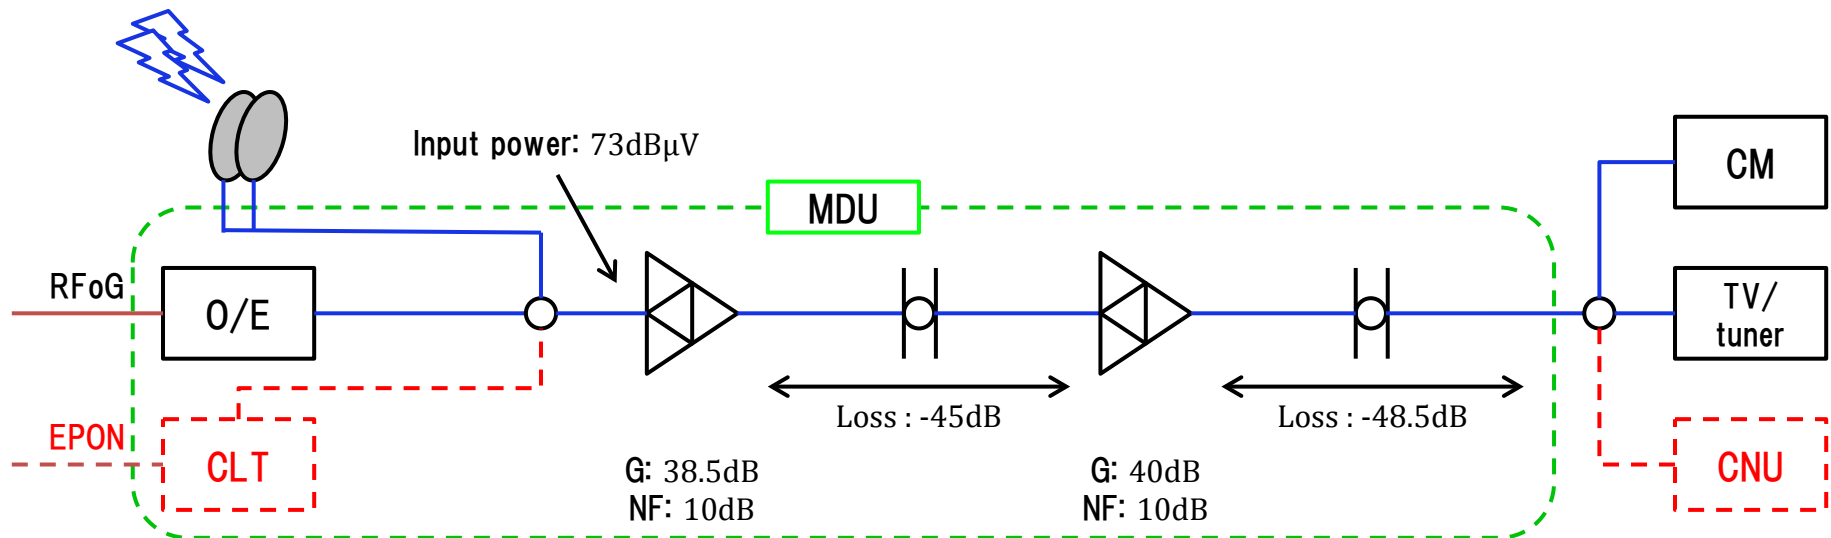 Input power: 73dBµV
MDU
CM
RFoG
O/E
TV/
tuner
Loss : -45dB
Loss : -48.5dB
EPON
CLT
CNU
G: 38.5dB
NF: 10dB
G: 40dB
NF: 10dB